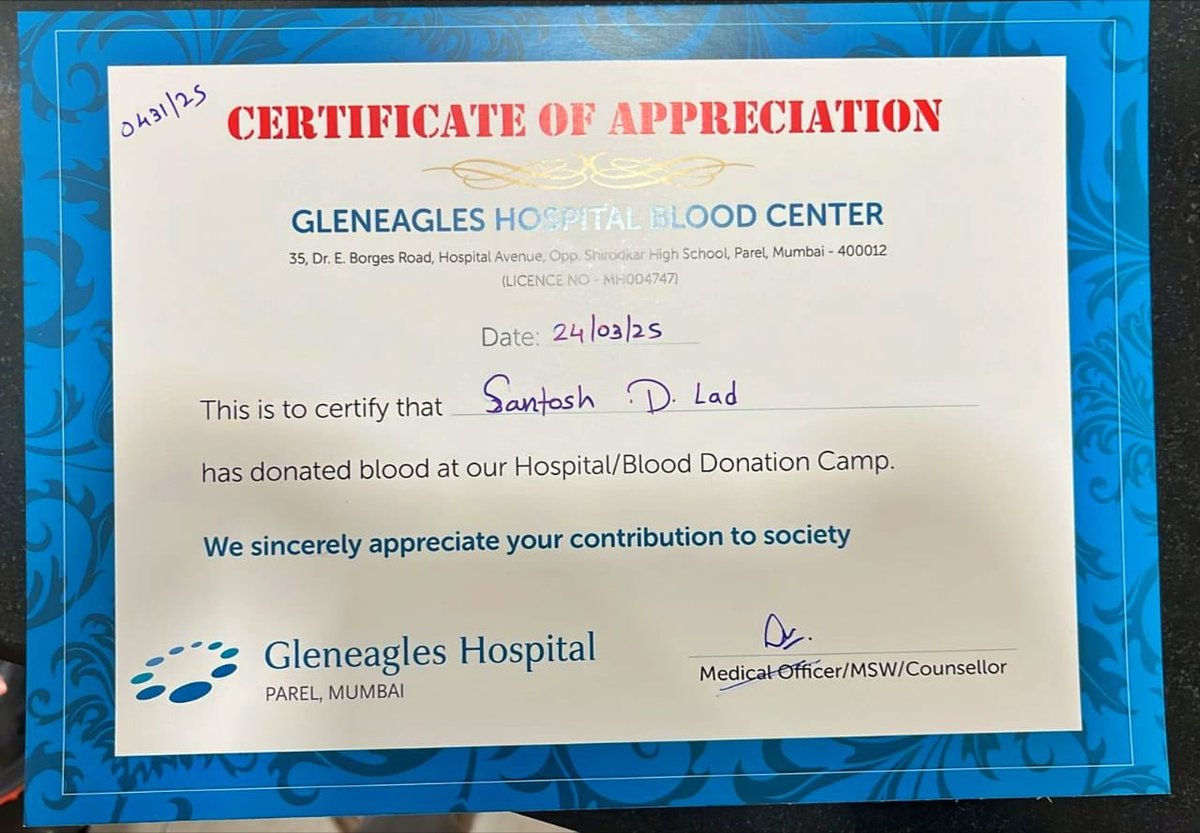 0431/25
CERTIFICATE OF APPRECIATION
GLENEAGLES HOSPITAL BLOOD CENTER
35, Dr. E. Borges Road, Hospital Avenue, Opp. Shirodkar High School, Parel, Mumbai - 400012
(LICENCE NO - MH004747)
Date: 24/03/25
This is to certify that Santosh D. Lad
has donated blood at our Hospital/Blood Donation Camp.
We sincerely appreciate your contribution to society
Gleneagles Hospital
PAREL, MUMBAI
Medical Officer/MSW/Counsellor